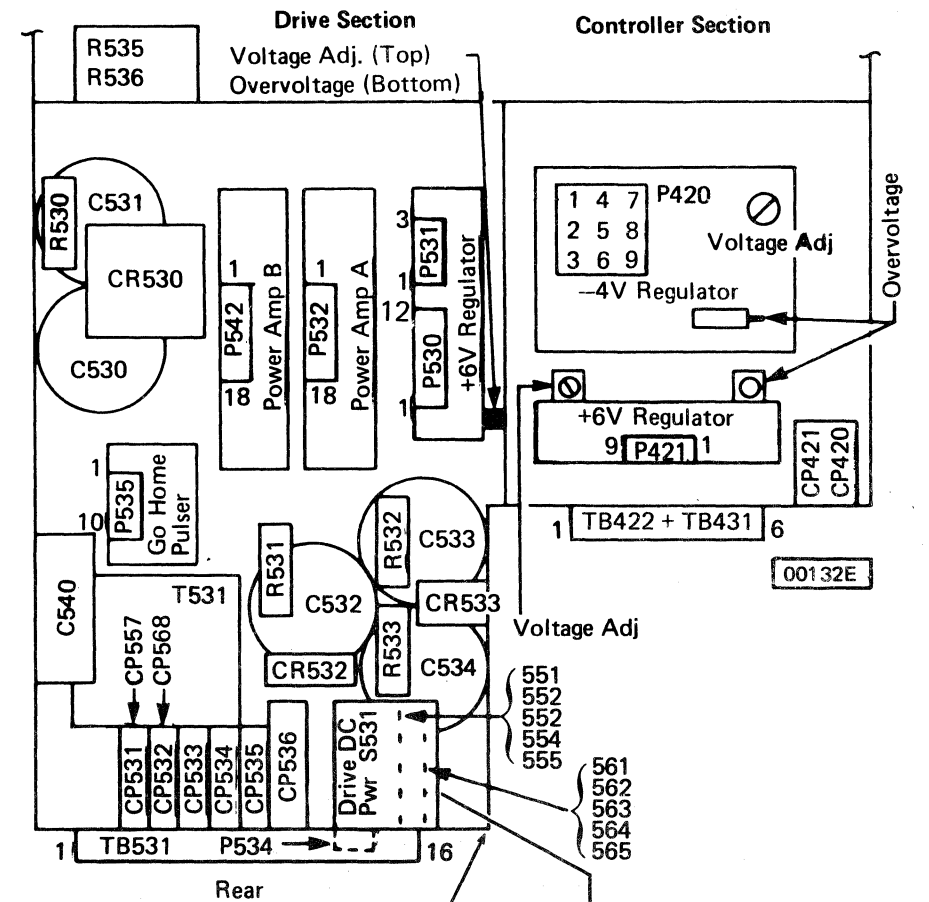 Drive Section
Controller Section
R535
R536
Voltage Adj. (Top)
Overvoltage (Bottom)
R530
C531
CR530
C530
1
P542
18
Power Amp B
1
P532
18
Power Amp A
3
P531
1
12
P530
1
+6V Regulator
1 4 7
2 5 8
3 6 9
P420
Voltage Adj
−4V Regulator
Overvoltage
+6V Regulator
9 P421 1
CP421
CP420
1 TB422 + TB431 6
00132E
Voltage Adj
1
P535
10
Go Home
Pulser
C540
T531
CP557
CP568
R531
C532
CR532
R532
C533
CR533
R533
C534
CP531
CP532
CP533
CP534
CP535
CP536
Drive DC
Pwr S531
551
552
552
554
555
561
562
563
564
565
1 TB531 P534 16
Rear